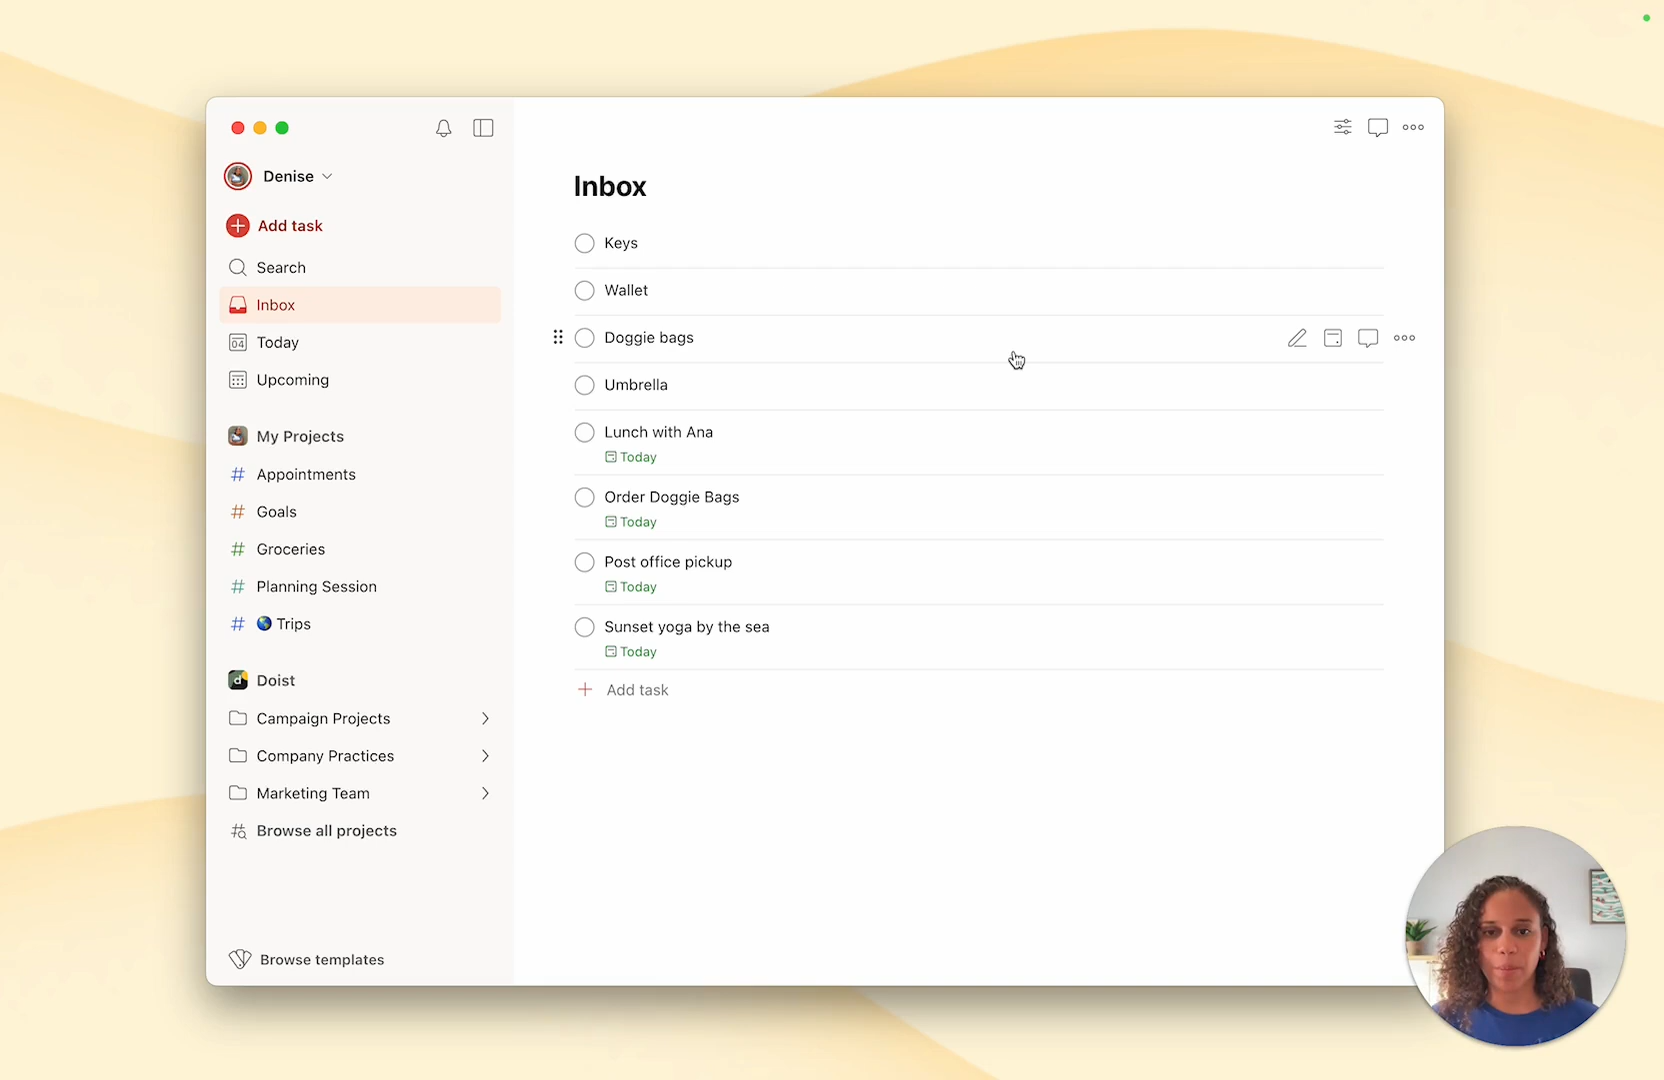 Denise
Add task
Search
Inbox
04 Today
Upcoming
My Projects
# Appointments
# Goals
# Groceries
# Planning Session
# 🌎 Trips
d Doist
Campaign Projects
Company Practices
Marketing Team
Browse all projects
Browse templates
Inbox
Keys
Wallet
Doggie bags
Umbrella
Lunch with Ana
Today
Order Doggie Bags
Today
Post office pickup
Today
Sunset yoga by the sea
Today
+ Add task